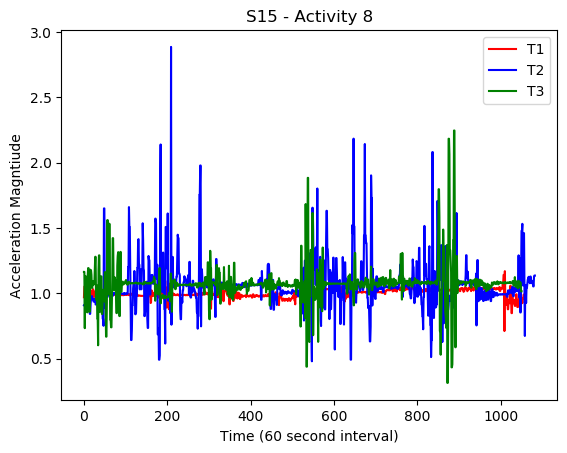 S15 - Activity 8
T1
T2
T3
3.0
2.5
2.0
1.5
1.0
0.5
Acceleration Magntiude
0
200
400
600
800
1000
Time (60 second interval)